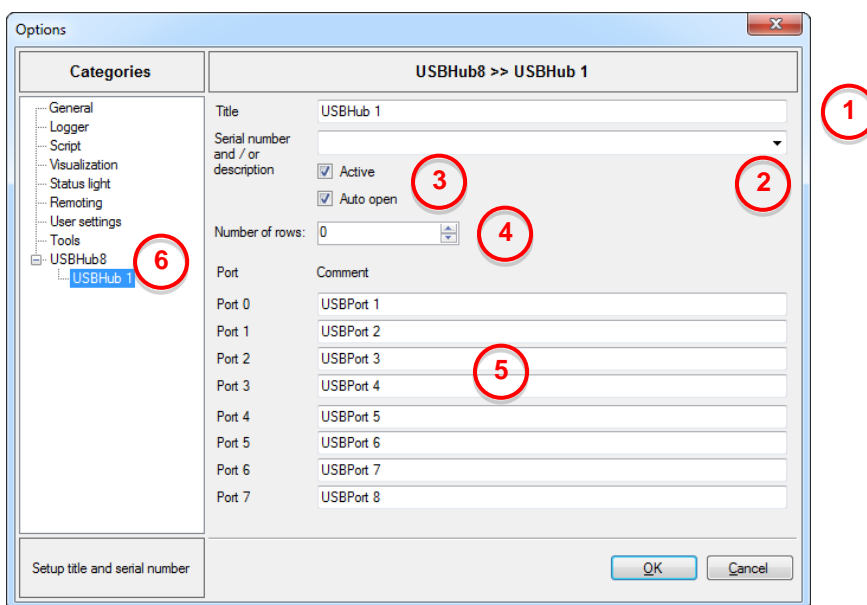 Options
x
Categories
USBHub8 >> USBHub 1
General
Logger
Script
Visualization
Status light
Remoting
User settings
Tools
USBHub8
USBHub 1
6
Title
USBHub 1
1
Serial number
and / or
description
2
Active
Auto open
3
Number of rows:
0
4
Port
Comment
Port 0
USBPort 1
Port 1
USBPort 2
Port 2
USBPort 3
5
Port 3
USBPort 4
Port 4
USBPort 5
Port 5
USBPort 6
Port 6
USBPort 7
Port 7
USBPort 8
Setup title and serial number
OK
Cancel